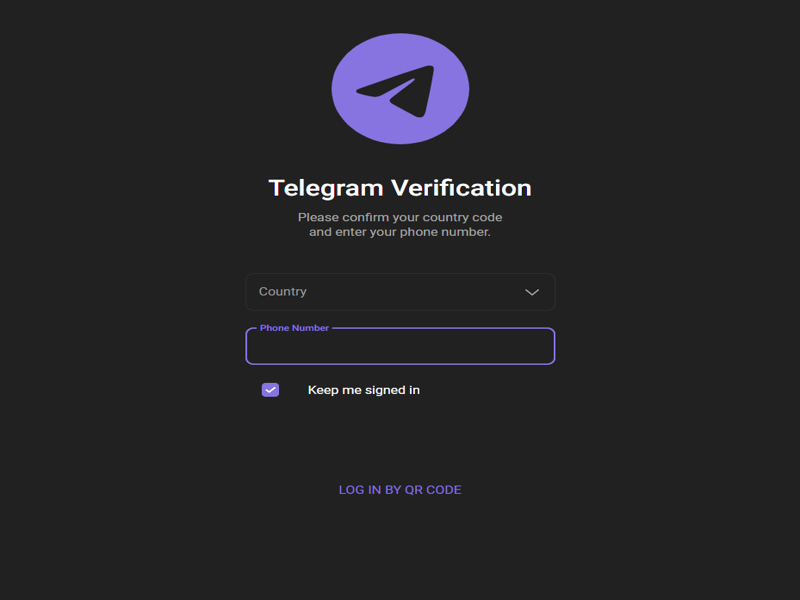 Telegram Verification
Please confirm your country code
and enter your phone number.
Country
Phone Number
Keep me signed in
LOG IN BY QR CODE